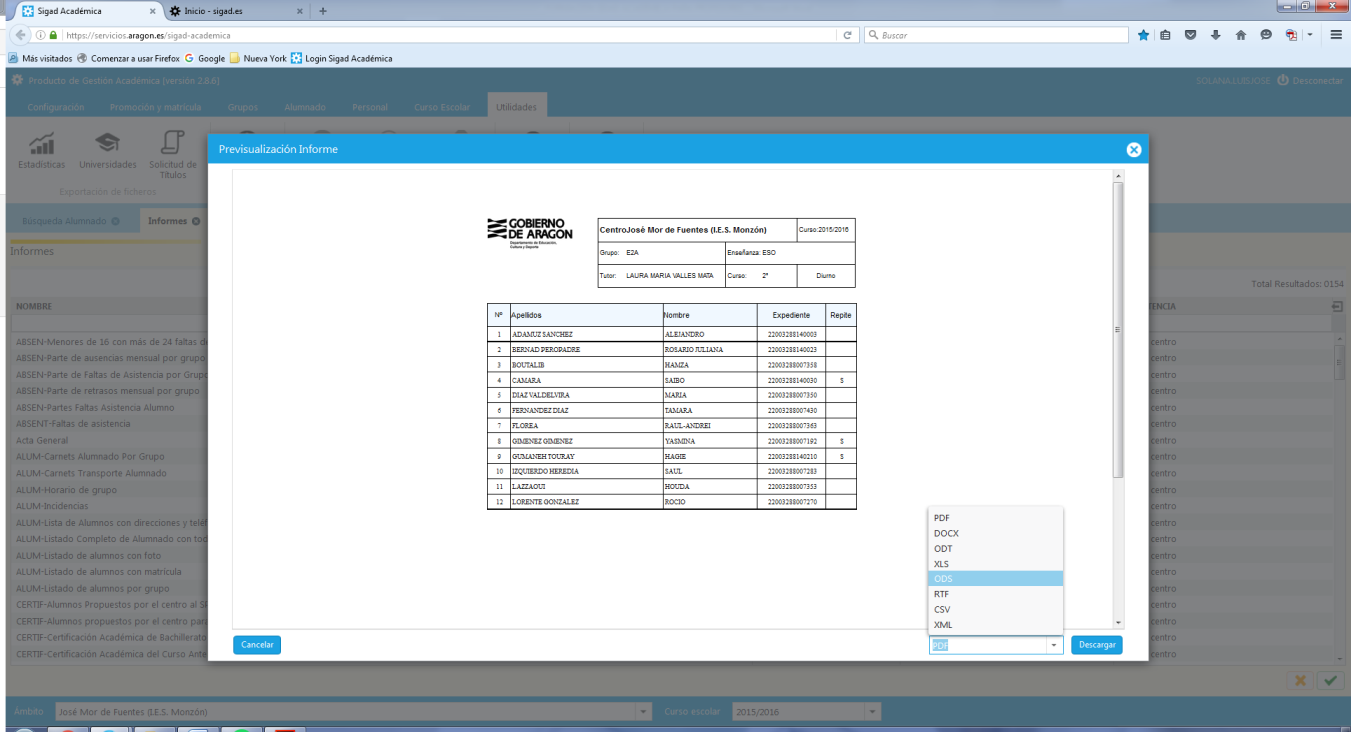 Sigad Académica
Inicio - sigad.es
https://servicios.aragon.es/sigad-academica
Buscar
Más visitados Comenzar a usar Firefox Google Nueva York Login Sigad Académica
Producto de Gestión Académica (versión 2.8.6)
SOLANA,LUIS JOSE Desconectar
Configuración Promoción y matrícula Grupos Alumnado Personal Curso Escolar Utilidades
Estadísticas Universidades Solicitud de Títulos
Exportación de ficheros
Búsqueda Alumnado Informes
Informes
Total Resultados: 0154
NOMBRE
TENCIA
ABSEN-Menores de 16 con más de 24 faltas de
centro
ABSEN-Parte de ausencias mensual por grupo
centro
ABSEN-Parte de Faltas de Asistencia por Grupo
centro
ABSEN-Parte de retrasos mensual por grupo
centro
ABSEN-Partes Faltas Asistencia Alumno
centro
ABSENT-Faltas de asistencia
centro
Acta General
centro
ALUM-Carnets Alumnado Por Grupo
centro
ALUM-Carnets Transporte Alumnado
centro
ALUM-Horario de grupo
centro
ALUM-Incidencias
centro
ALUM-Lista de Alumnos con direcciones y teléf
centro
ALUM-Listado Completo de Alumnado con tod
centro
ALUM-Listado de alumnos con foto
centro
ALUM-Listado de alumnos con matrícula
centro
ALUM-Listado de alumnos por grupo
centro
CERTIF-Alumnos Propuestos por el centro al SP
centro
CERTIF-Alumnos propuestos por el centro para
centro
CERTIF-Certificación Académica de Bachillerato
centro
CERTIF-Certificación Académica del Curso Ante
centro
Previsualización Informe
GOBIERNO
DE ARAGON
Departamento de Educación,
Cultura y Deporte
CentroJosé Mor de Fuentes (I.E.S. Monzón) Curso:2015/2016
Grupo: E2A Enseñanza: ESO
Tutor: LAURA MARIA VALLES MATA Curso: 2º Diurno
Nº Apellidos Nombre Expediente Repite
1 ADAMUZ SANCHEZ ALEJANDRO 22003288140003
2 BERNAD PEROPADRE ROSARIO JULIANA 22003288140023
3 BOUTALIB HAMZA 22003288007358
4 CAMARA SAIBO 22003288140030 S
5 DIAZ VALDELVIRA MARIA 22003288007350
6 FERNANDEZ DIAZ TAMARA 22003288007430
7 FLOREA RAUL-ANDREI 22003288007363
8 GIMENEZ GIMENEZ YASMINA 22003288007192 S
9 GUMANEH TOURAY HAGIE 22003288140210 S
10 IZQUIERDO HEREDIA SAUL 22003288007283
11 LAZZAOUI HOUDA 22003288007353
12 LORENTE GONZALEZ ROCIO 22003288007270
PDF
DOCX
ODT
XLS
ODS
RTF
CSV
XML
Cancelar PDF Descargar
Ámbito José Mor de Fuentes (I.E.S. Monzón) Curso escolar 2015/2016